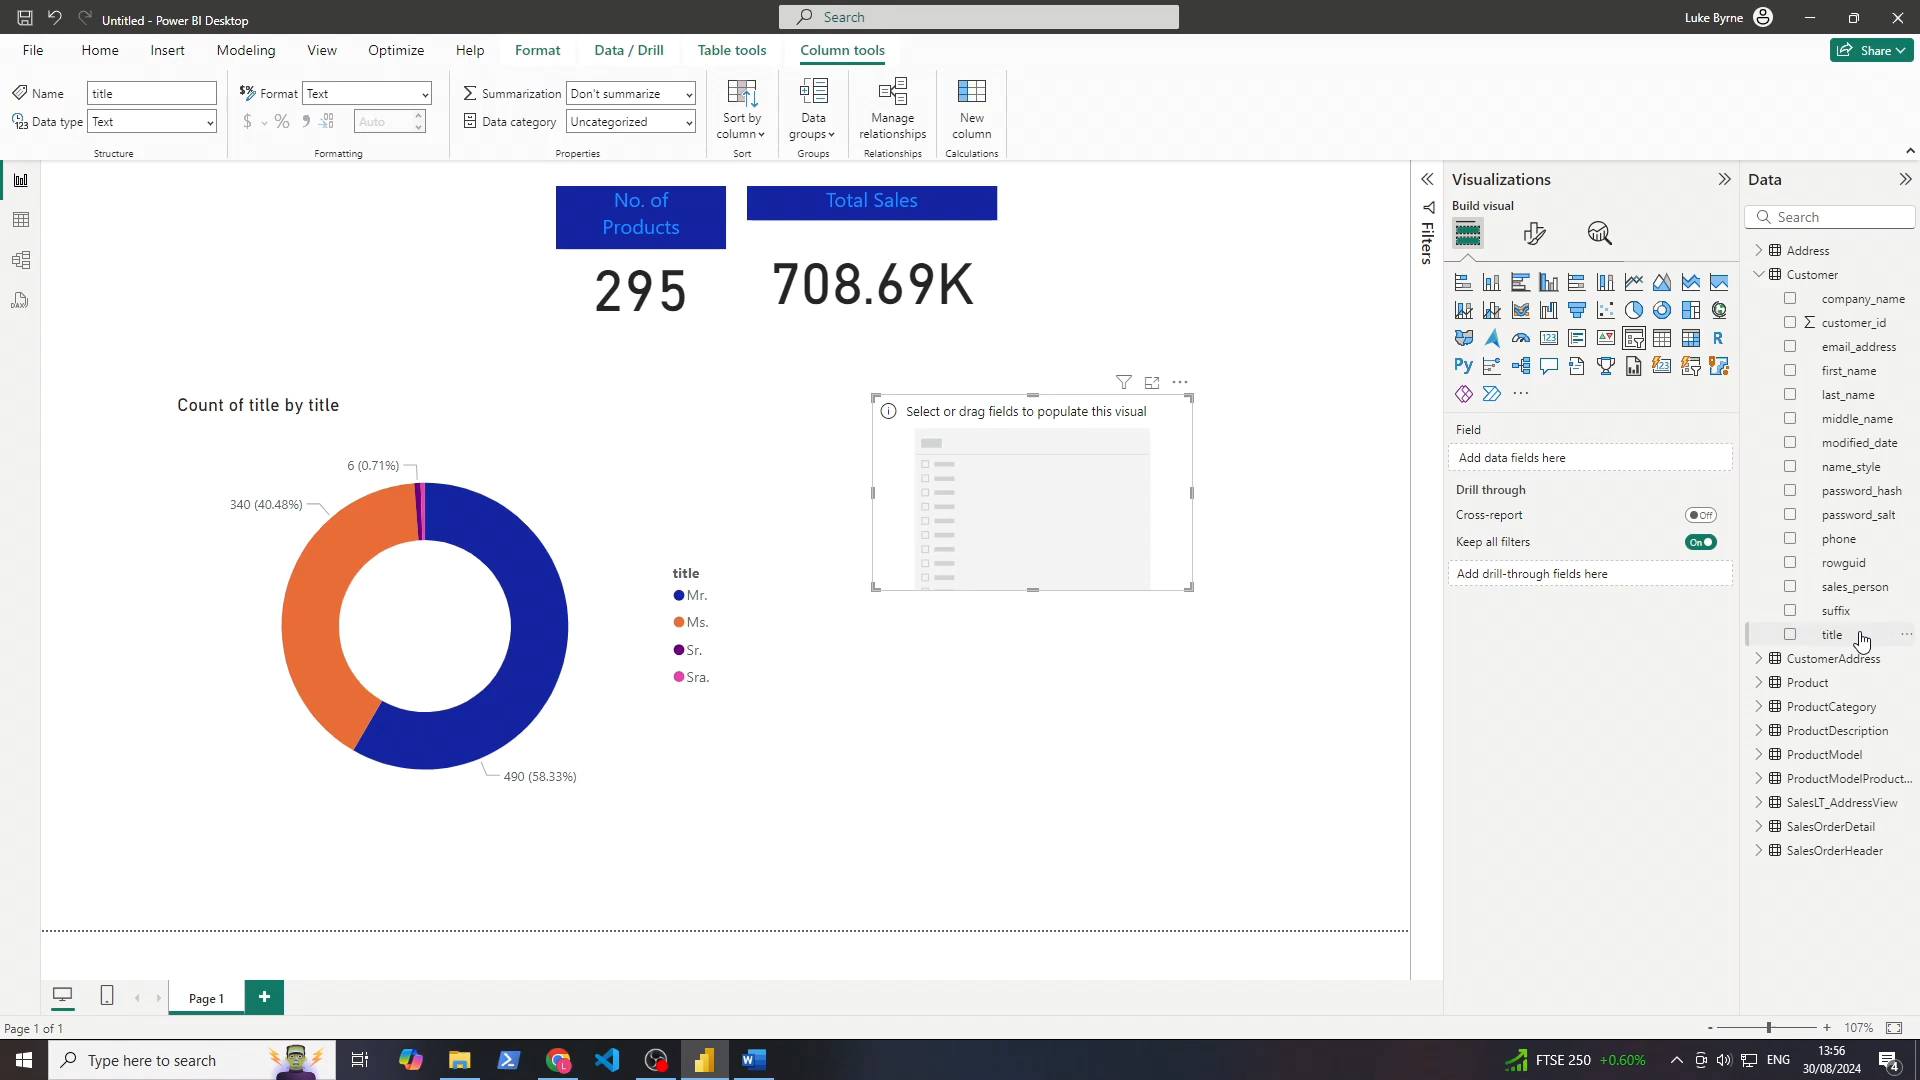 Untitled - Power BI Desktop
Search
Luke Byrne
File
Home
Insert
Modeling
View
Optimize
Help
Format
Data / Drill
Table tools
Column tools
Share
Name
title
Data type
Text
Structure
Format
Text
$
%
Auto
Formatting
Summarization
Don't summarize
Data category
Uncategorized
Properties
Sort by
column
Sort
Data
groups
Groups
Manage
relationships
Relationships
New
column
Calculations
No. of
Products
295
Total Sales
708.69K
Count of title by title
6 (0.71%)
340 (40.48%)
490 (58.33%)
title
Mr.
Ms.
Sr.
Sra.
Select or drag fields to populate this visual
Filters
Visualizations
Build visual
Field
Add data fields here
Drill through
Cross-report
Off
Keep all filters
On
Add drill-through fields here
Data
Search
Address
Customer
company_name
customer_id
email_address
first_name
last_name
middle_name
modified_date
name_style
password_hash
password_salt
phone
rowguid
sales_person
suffix
title
CustomerAddress
Product
ProductCategory
ProductDescription
ProductModel
ProductModelProduct...
SalesLT_AddressView
SalesOrderDetail
SalesOrderHeader
Page 1
Page 1 of 1
107%
Type here to search
FTSE 250 +0.60%
ENG
13:56
30/08/2024
4